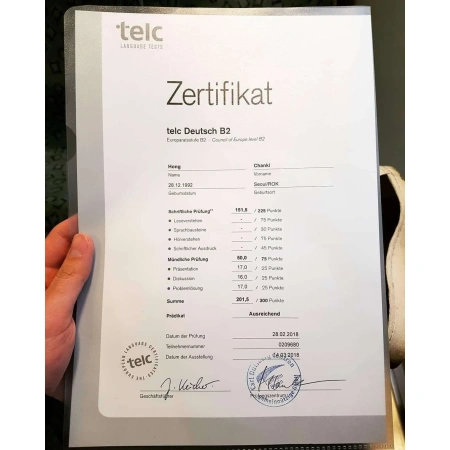 telc
LANGUAGE TESTS
Zertifikat
telc Deutsch B2
Europaratsstufe B2 · Council of Europe level B2
Hong Chanki
Name Vorname
28.12.1992 Seoul/ROK
Geburtsdatum Geburtsort
Schriftliche Prüfung 151,5 / 225 Punkte
Leseverstehen - / 75 Punkte
Sprachbausteine - / 30 Punkte
Hörverstehen - / 75 Punkte
Schriftlicher Ausdruck - / 45 Punkte
Mündliche Prüfung 50,0 / 75 Punkte
Präsentation 17,0 / 25 Punkte
Diskussion 16,0 / 25 Punkte
Problemlösung 17,0 / 25 Punkte
Summe 201,5 / 300 Punkte
Prädikat Ausreichend
Datum der Prüfung 28.02.2018
Teilnehmernummer 0209680
Datum der Ausstellung 04.03.2018
telc
Geschäftsführer Prüfungszentrum